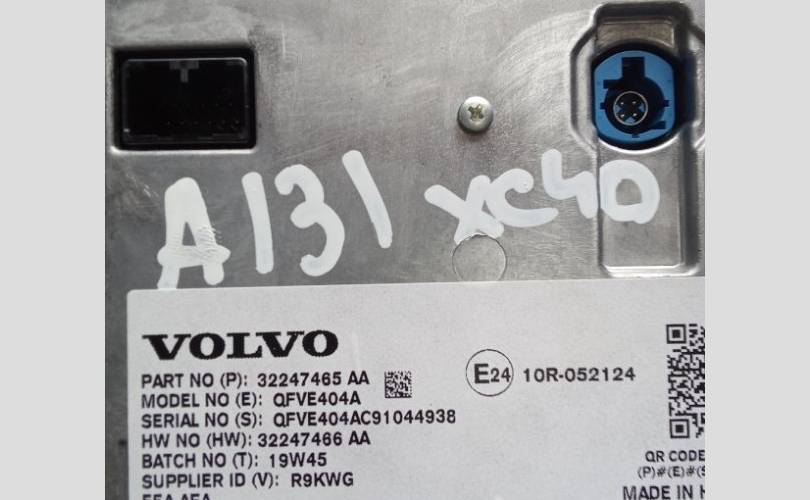 A131 XC40
VOLVO
PART NO (P): 32247465 AA
MODEL NO (E): QFVE404A
SERIAL NO (S): QFVE404AC91044938
HW NO (HW): 32247466 AA
BATCH NO (T): 19W45
SUPPLIER ID (V): R9KWG
E24 10R-052124
QR CODE
(P)#(E)#(S
MADE IN